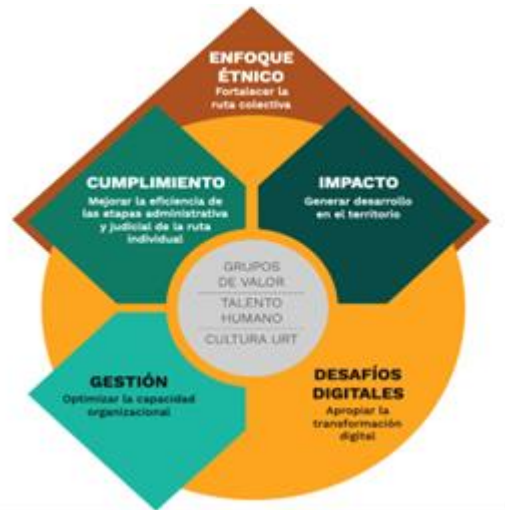 ENFOQUE
ÉTNICO
Fortalecer la
ruta colectiva
CUMPLIMIENTO
Mejorar la eficiencia de
las etapas administrativa
y judicial de la ruta
individual
IMPACTO
Generar desarrollo
en el territorio
GRUPOS
DE VALOR
TALENTO
HUMANO
CULTURA URT
GESTIÓN
Optimizar la capacidad
organizacional
DESAFÍOS
DIGITALES
Apropiar la
transformación
digital